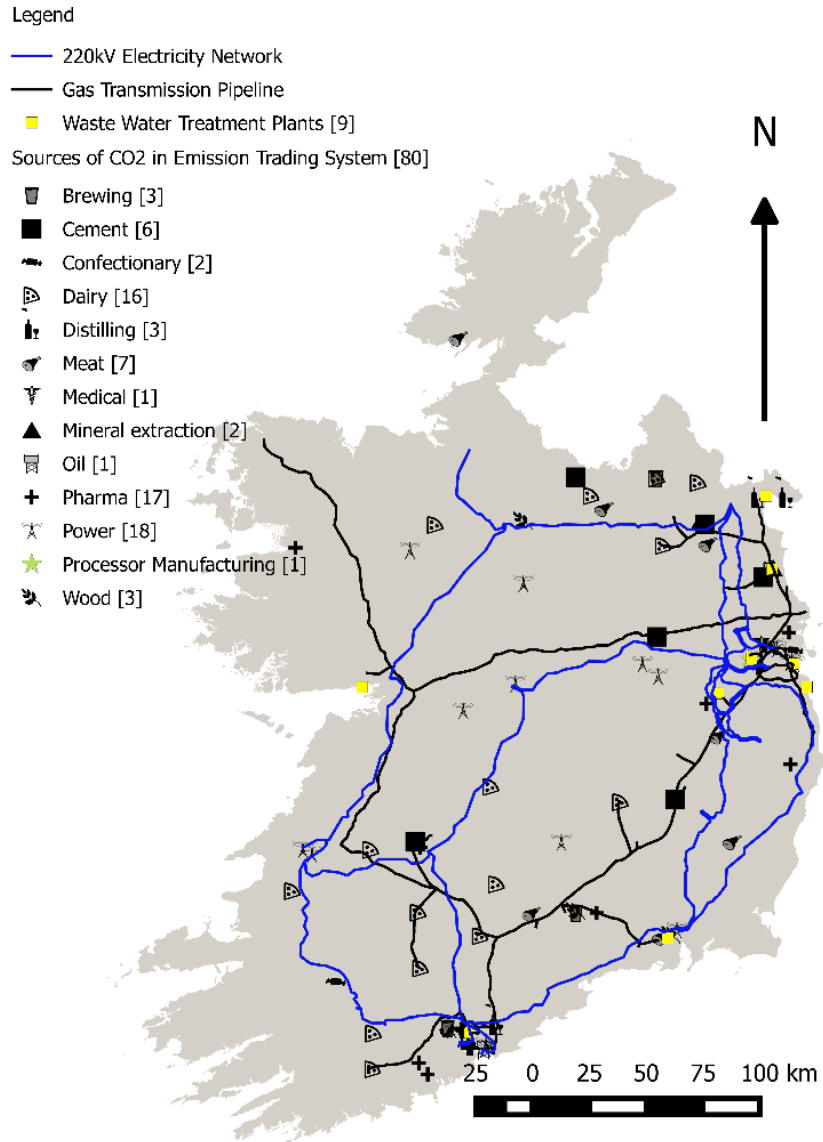 Legend
220kV Electricity Network
Gas Transmission Pipeline
Waste Water Treatment Plants [9]
Sources of CO2 in Emission Trading System [80]
Brewing [3]
Cement [6]
Confectionary [2]
Dairy [16]
Distilling [3]
Meat [7]
Medical [1]
Mineral extraction [2]
Oil [1]
Pharma [17]
Power [18]
Processor Manufacturing [1]
Wood [3]
N
25 0 25 50 75 100 km